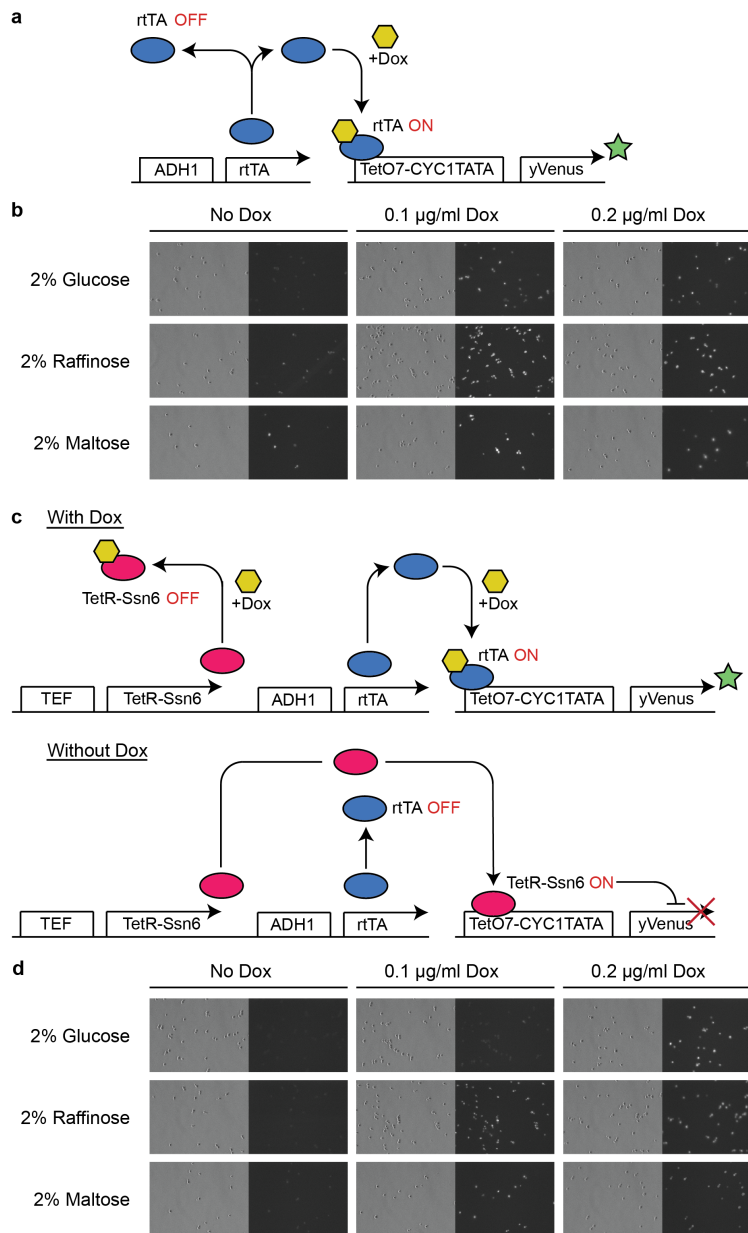 a
rtTA OFF
+Dox
rtTA ON
ADH1
rtTA
TetO7-CYC1TATA
yVenus
b
No Dox
0.1 µg/ml Dox
0.2 µg/ml Dox
2% Glucose
2% Raffinose
2% Maltose
c
With Dox
TetR-Ssn6 OFF
+Dox
+Dox
rtTA ON
TEF
TetR-Ssn6
ADH1
rtTA
TetO7-CYC1TATA
yVenus
Without Dox
rtTA OFF
TetR-Ssn6 ON
TEF
TetR-Ssn6
ADH1
rtTA
TetO7-CYC1TATA
yVenus
d
No Dox
0.1 µg/ml Dox
0.2 µg/ml Dox
2% Glucose
2% Raffinose
2% Maltose